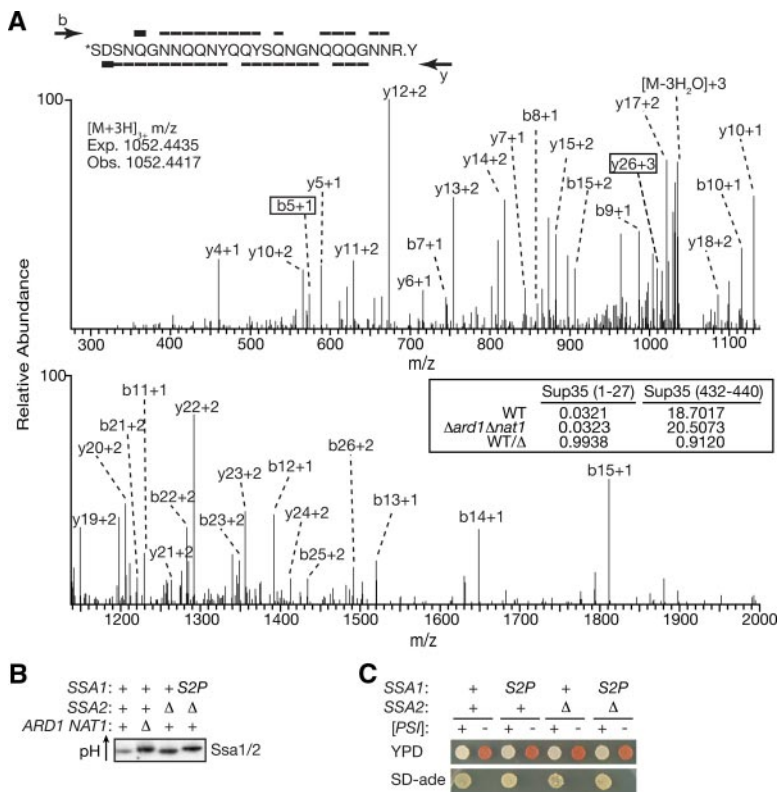 A
b
*SDSNQGNNQQNYQQYSQNGNQQQGNNR.Y
y
100
[M+3H]3+ m/z
Exp. 1052.4435
Obs. 1052.4417
y4+1
y10+2
b5+1
y5+1
y11+2
y12+2
y6+1
b7+1
y13+2
y14+2
y7+1
b8+1
y15+2
b15+2
b9+1
y26+3
y17+2
[M-3H2O]+3
y18+2
b10+1
y10+1
300 400 500 600 700 800 900 1000 1100
m/z
Relative Abundance
100
y19+2
y20+2
b21+2
b11+1
y21+2
b22+2
y22+2
b23+2
y23+2
b12+1
y24+2
b25+2
b26+2
b13+1
b14+1
b15+1
1200 1300 1400 1500 1600 1700 1800 1900 2000
m/z
Sup35 (1-27) Sup35 (432-440)
WT 0.0321 18.7017
Δard1Δnat1 0.0323 20.5073
WT/Δ 0.9938 0.9120
B
SSA1: + + + S2P
SSA2: + + Δ Δ
ARD1 NAT1: + Δ + +
pH Ssa1/2
C
SSA1: + S2P + S2P
SSA2: + + Δ Δ
[PSI]: + - + - + - + -
YPD
SD-ade